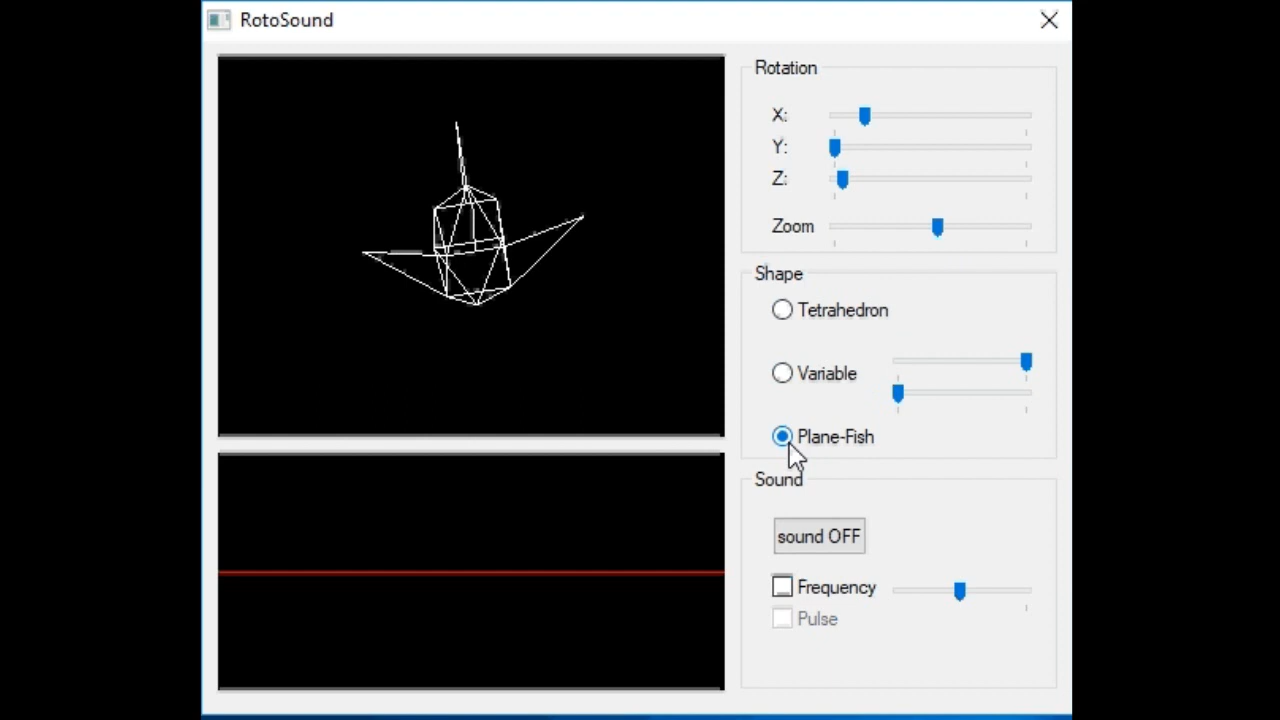 RotoSound
Rotation
X:
Y:
Z:
Zoom
Shape
Tetrahedron
Variable
Plane-Fish
Sound
sound OFF
Frequency
Pulse